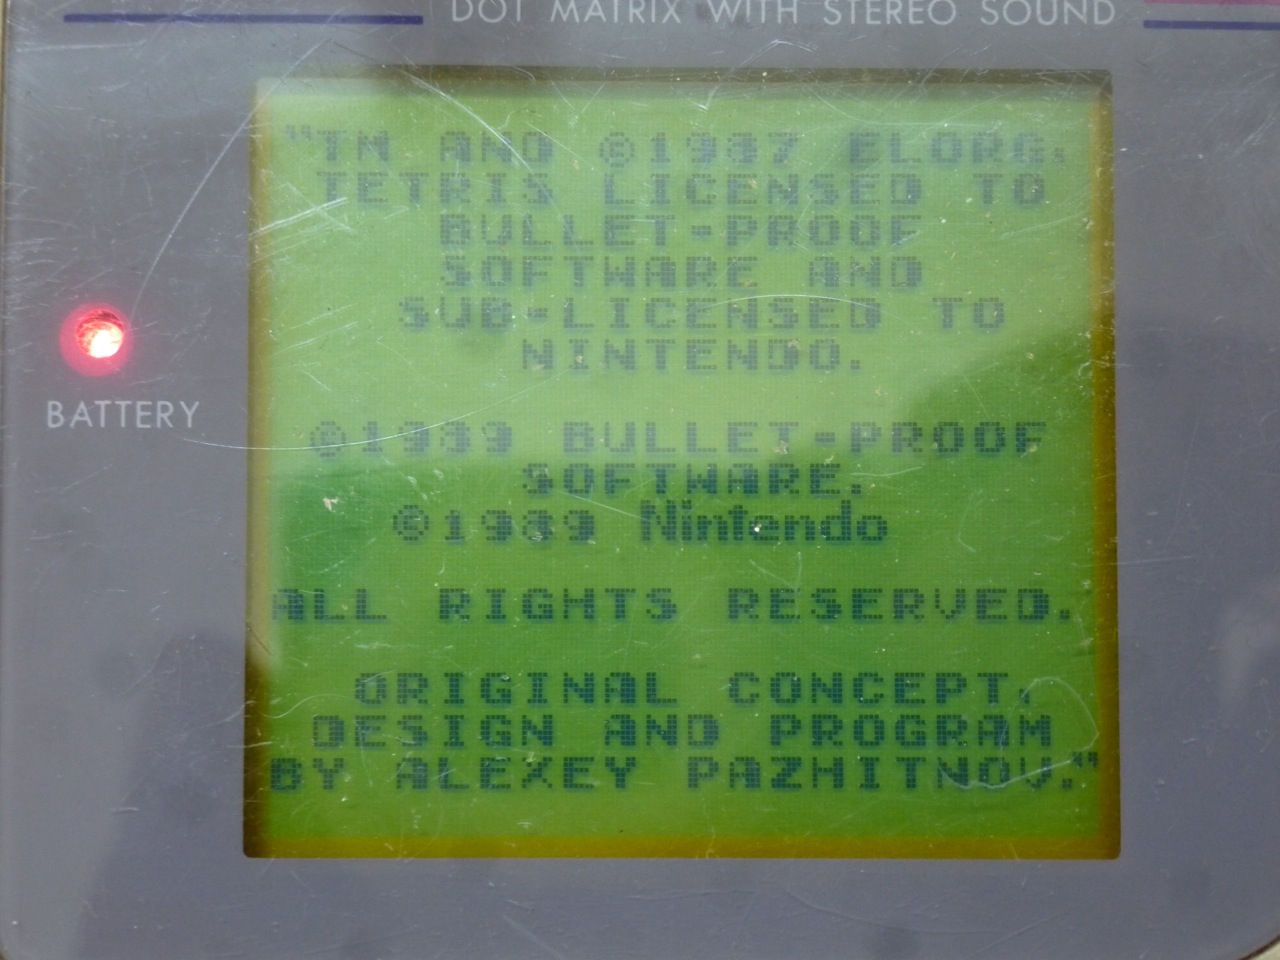 DOT MATRIX WITH STEREO SOUND
"TM AND ©1987 ELORG,
TETRIS LICENSED TO
BULLET-PROOF
SOFTWARE AND
SUB-LICENSED TO
NINTENDO.
©1989 BULLET-PROOF
SOFTWARE.
©1989 Nintendo
ALL RIGHTS RESERVED.
ORIGINAL CONCEPT,
DESIGN AND PROGRAM
BY ALEXEY PAZHITNOV."
BATTERY